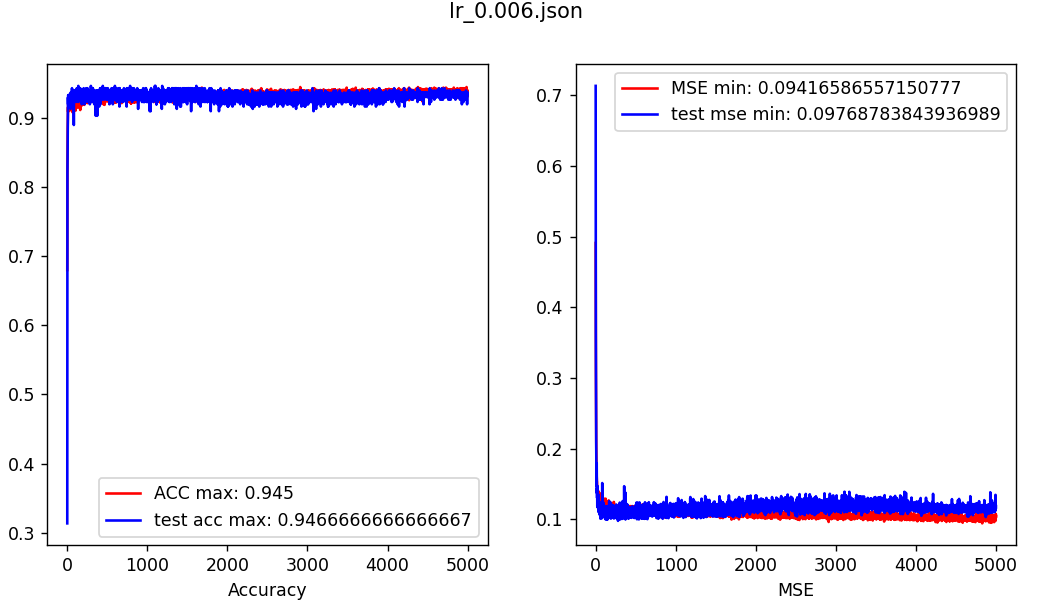 lr_0.006.json
0.9
0.8
0.7
0.6
0.5
0.4
0.3
ACC max: 0.945
test acc max: 0.9466666666666667
0 1000 2000 3000 4000 5000
Accuracy
0.7
0.6
0.5
0.4
0.3
0.2
0.1
MSE min: 0.09416586557150777
test mse min: 0.09768783843936989
0 1000 2000 3000 4000 5000
MSE